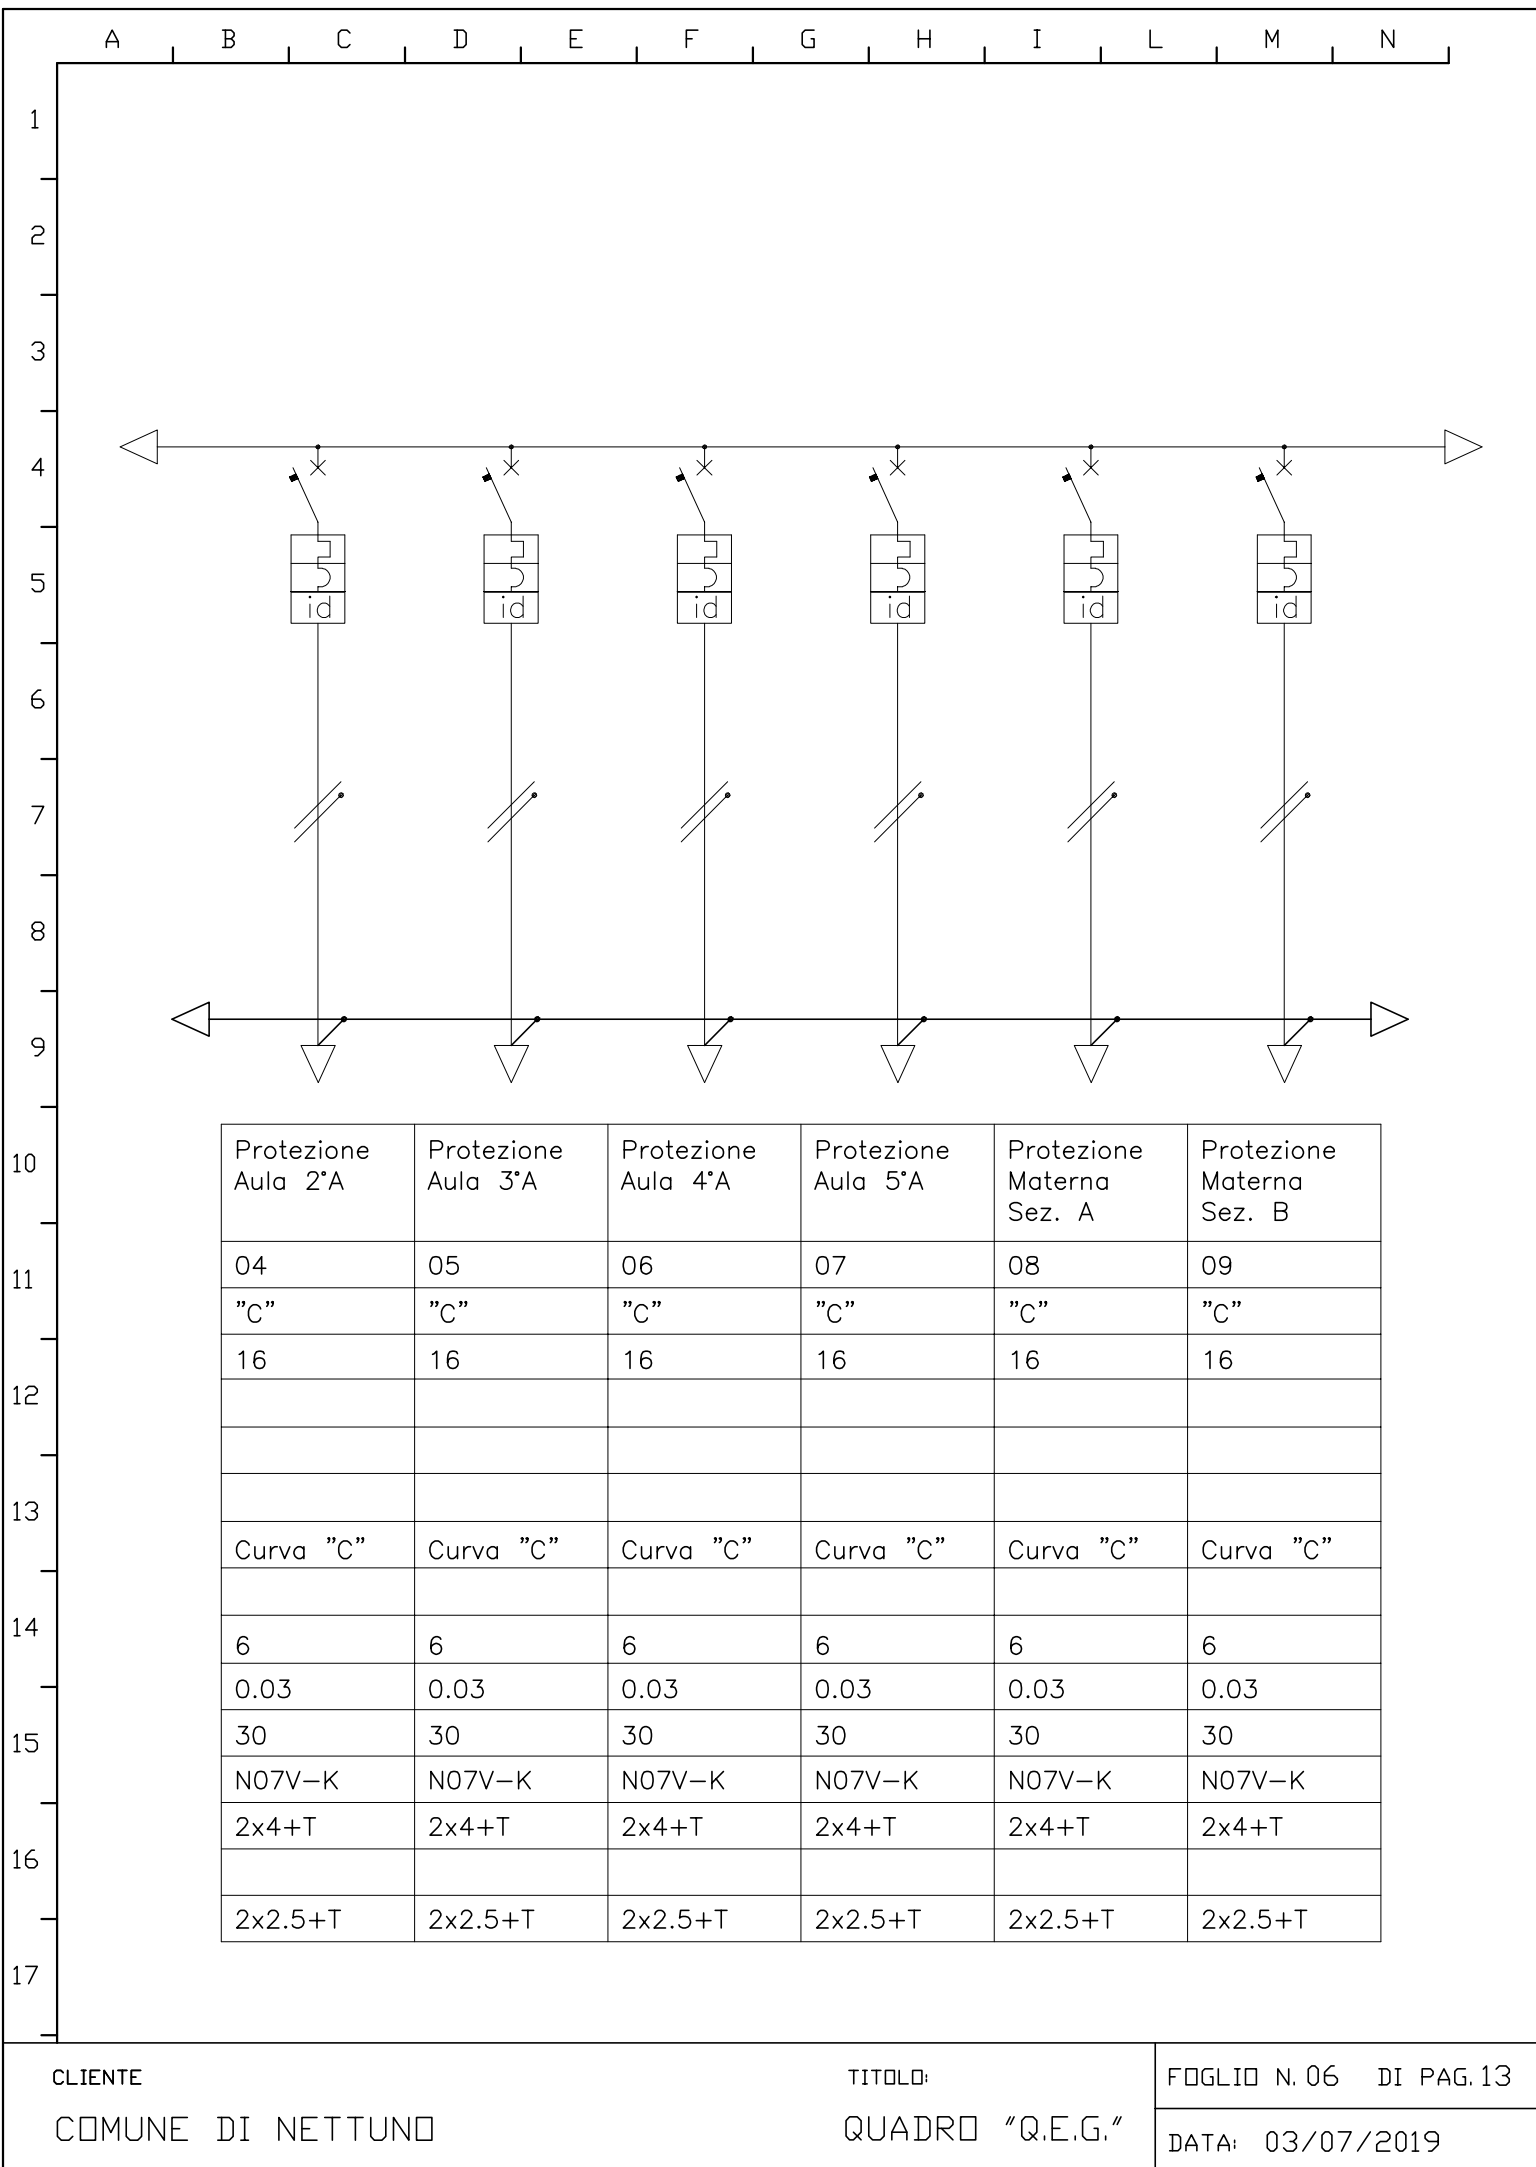 A B C D E F G H I L M N
1
2
3
4
5
id id id id id id
6
7
8
9
10
Protezione Protezione Protezione Protezione Protezione Protezione
Aula 2°A Aula 3°A Aula 4°A Aula 5°A Materna Materna
Sez. A Sez. B
11
04 05 06 07 08 09
"C" "C" "C" "C" "C" "C"
16 16 16 16 16 16
12
13
Curva "C" Curva "C" Curva "C" Curva "C" Curva "C" Curva "C"
14
6 6 6 6 6 6
0.03 0.03 0.03 0.03 0.03 0.03
15
30 30 30 30 30 30
N07V-K N07V-K N07V-K N07V-K N07V-K N07V-K
2x4+T 2x4+T 2x4+T 2x4+T 2x4+T 2x4+T
16
2x2.5+T 2x2.5+T 2x2.5+T 2x2.5+T 2x2.5+T 2x2.5+T
17
CLIENTE
COMUNE DI NETTUNO
TITOLO:
QUADRO "Q.E.G."
FOGLIO N. 06 DI PAG. 13
DATA: 03/07/2019